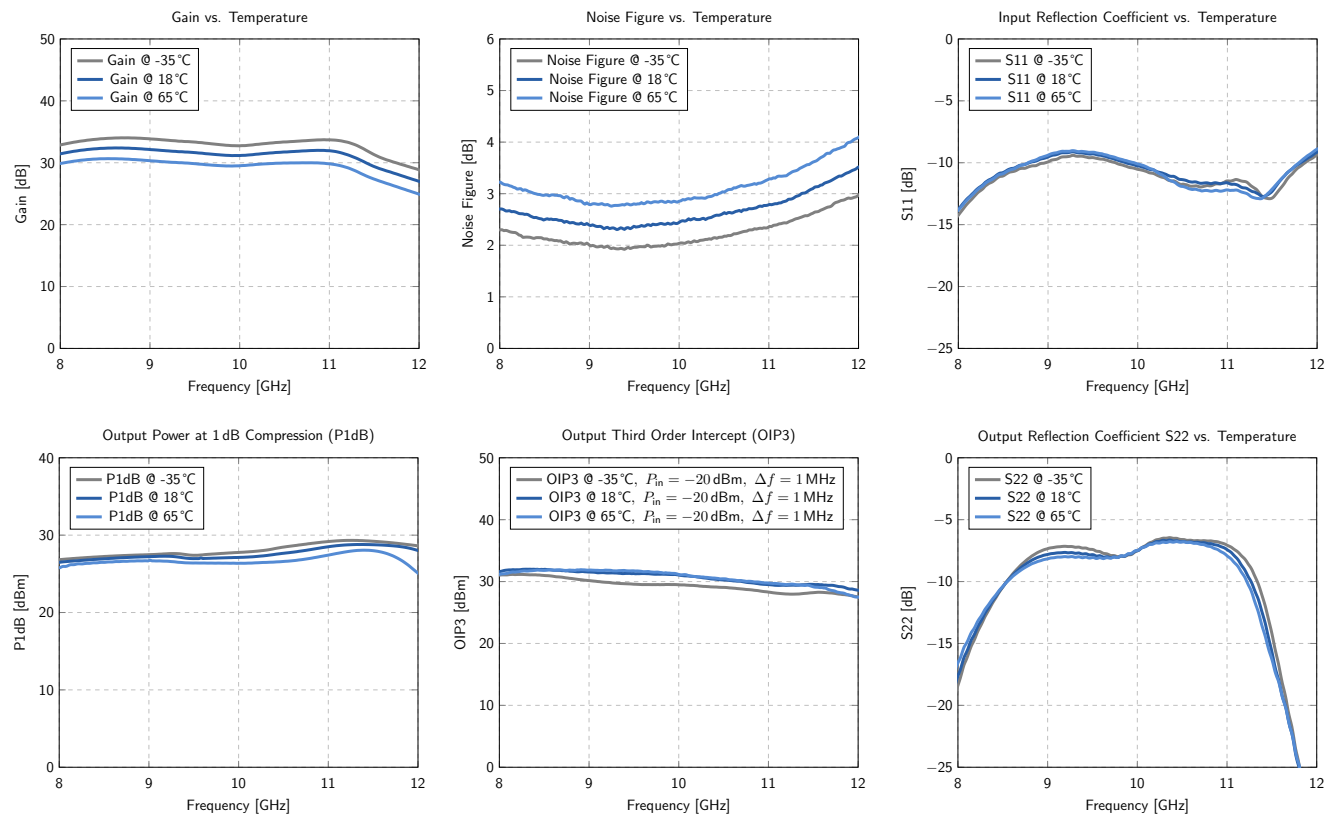 Gain vs. Temperature
50
40
30
20
10
0
Gain [dB]
Gain @ -35°C
Gain @ 18°C
Gain @ 65°C
8 9 10 11 12
Frequency [GHz]
Noise Figure vs. Temperature
6
5
4
3
2
1
0
Noise Figure [dB]
Noise Figure @ -35°C
Noise Figure @ 18°C
Noise Figure @ 65°C
8 9 10 11 12
Frequency [GHz]
Input Reflection Coefficient vs. Temperature
0
−5
−10
−15
−20
−25
S11 [dB]
S11 @ -35°C
S11 @ 18°C
S11 @ 65°C
8 9 10 11 12
Frequency [GHz]
Output Power at 1 dB Compression (P1dB)
40
30
20
10
0
P1dB [dBm]
P1dB @ -35°C
P1dB @ 18°C
P1dB @ 65°C
8 9 10 11 12
Frequency [GHz]
Output Third Order Intercept (OIP3)
50
40
30
20
10
0
OIP3 [dBm]
OIP3 @ -35°C, Pin = −20 dBm, Δf = 1 MHz
OIP3 @ 18°C, Pin = −20 dBm, Δf = 1 MHz
OIP3 @ 65°C, Pin = −20 dBm, Δf = 1 MHz
8 9 10 11 12
Frequency [GHz]
Output Reflection Coefficient S22 vs. Temperature
0
−5
−10
−15
−20
−25
S22 [dB]
S22 @ -35°C
S22 @ 18°C
S22 @ 65°C
8 9 10 11 12
Frequency [GHz]